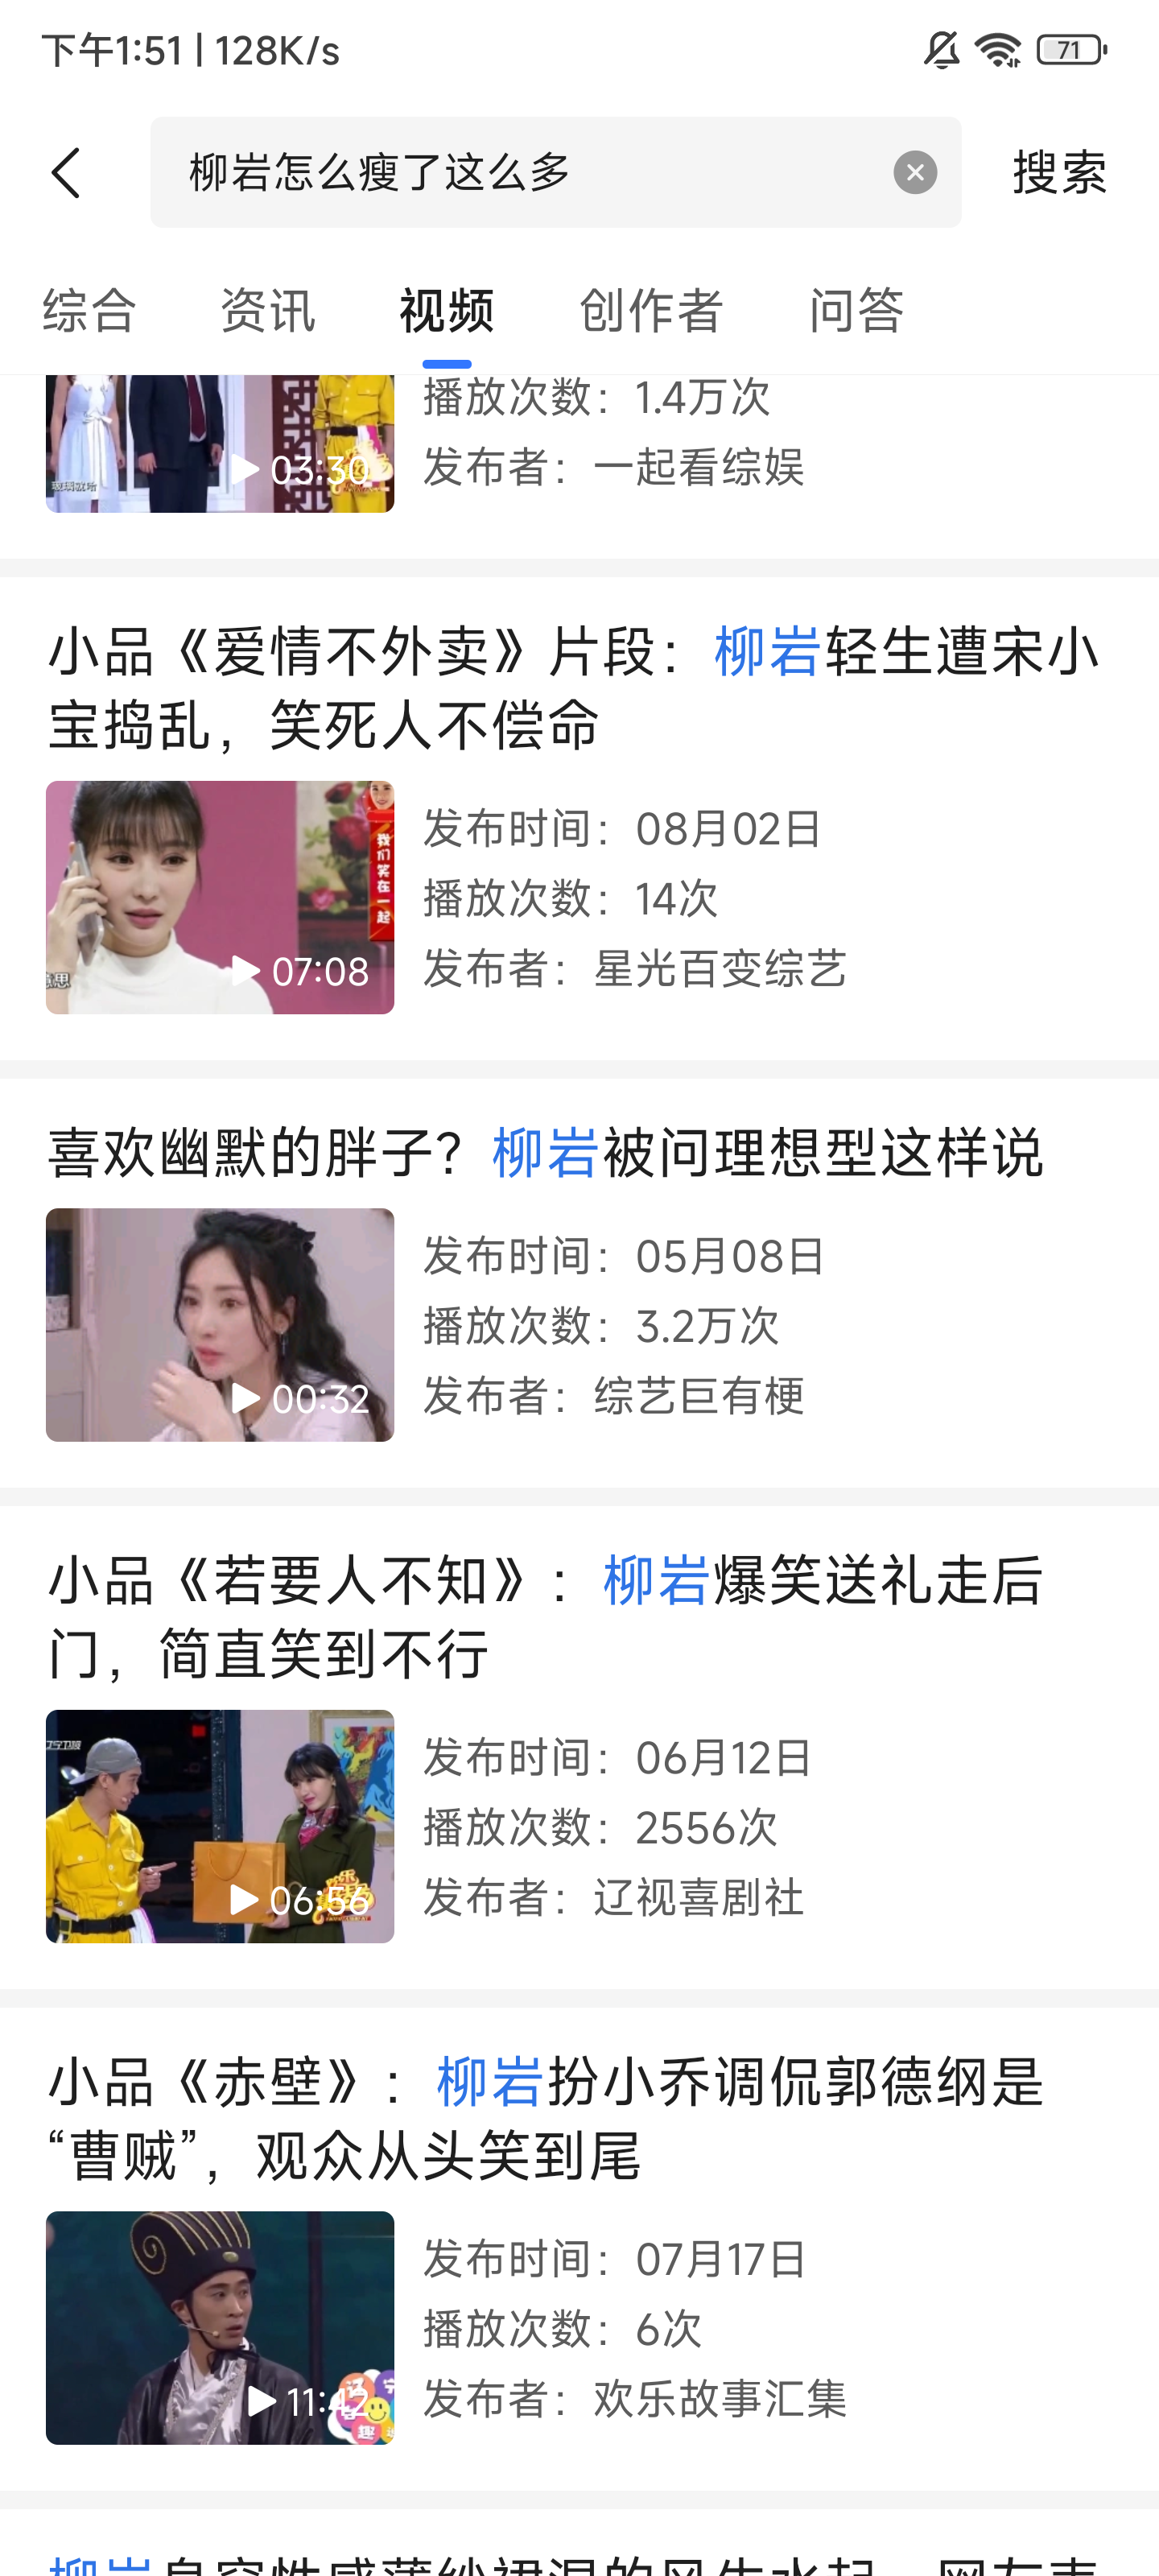 下午1:51 | 128K/s
71
柳岩怎么瘦了这么多
搜索
综合 资讯 视频 创作者 问答
播放次数：1.4万次
发布者：一起看综娱
03:30
小品《爱情不外卖》片段：柳岩轻生遭宋小
宝捣乱，笑死人不偿命
我们笑在一起
意思
07:08
发布时间：08月02日
播放次数：14次
发布者：星光百变综艺
喜欢幽默的胖子？柳岩被问理想型这样说
00:32
发布时间：05月08日
播放次数：3.2万次
发布者：综艺巨有梗
小品《若要人不知》：柳岩爆笑送礼走后
门，简直笑到不行
辽宁卫视
06:56
发布时间：06月12日
播放次数：2556次
发布者：辽视喜剧社
小品《赤壁》：柳岩扮小乔调侃郭德纲是
“曹贼”，观众从头笑到尾
11:42
发布时间：07月17日
播放次数：6次
发布者：欢乐故事汇集